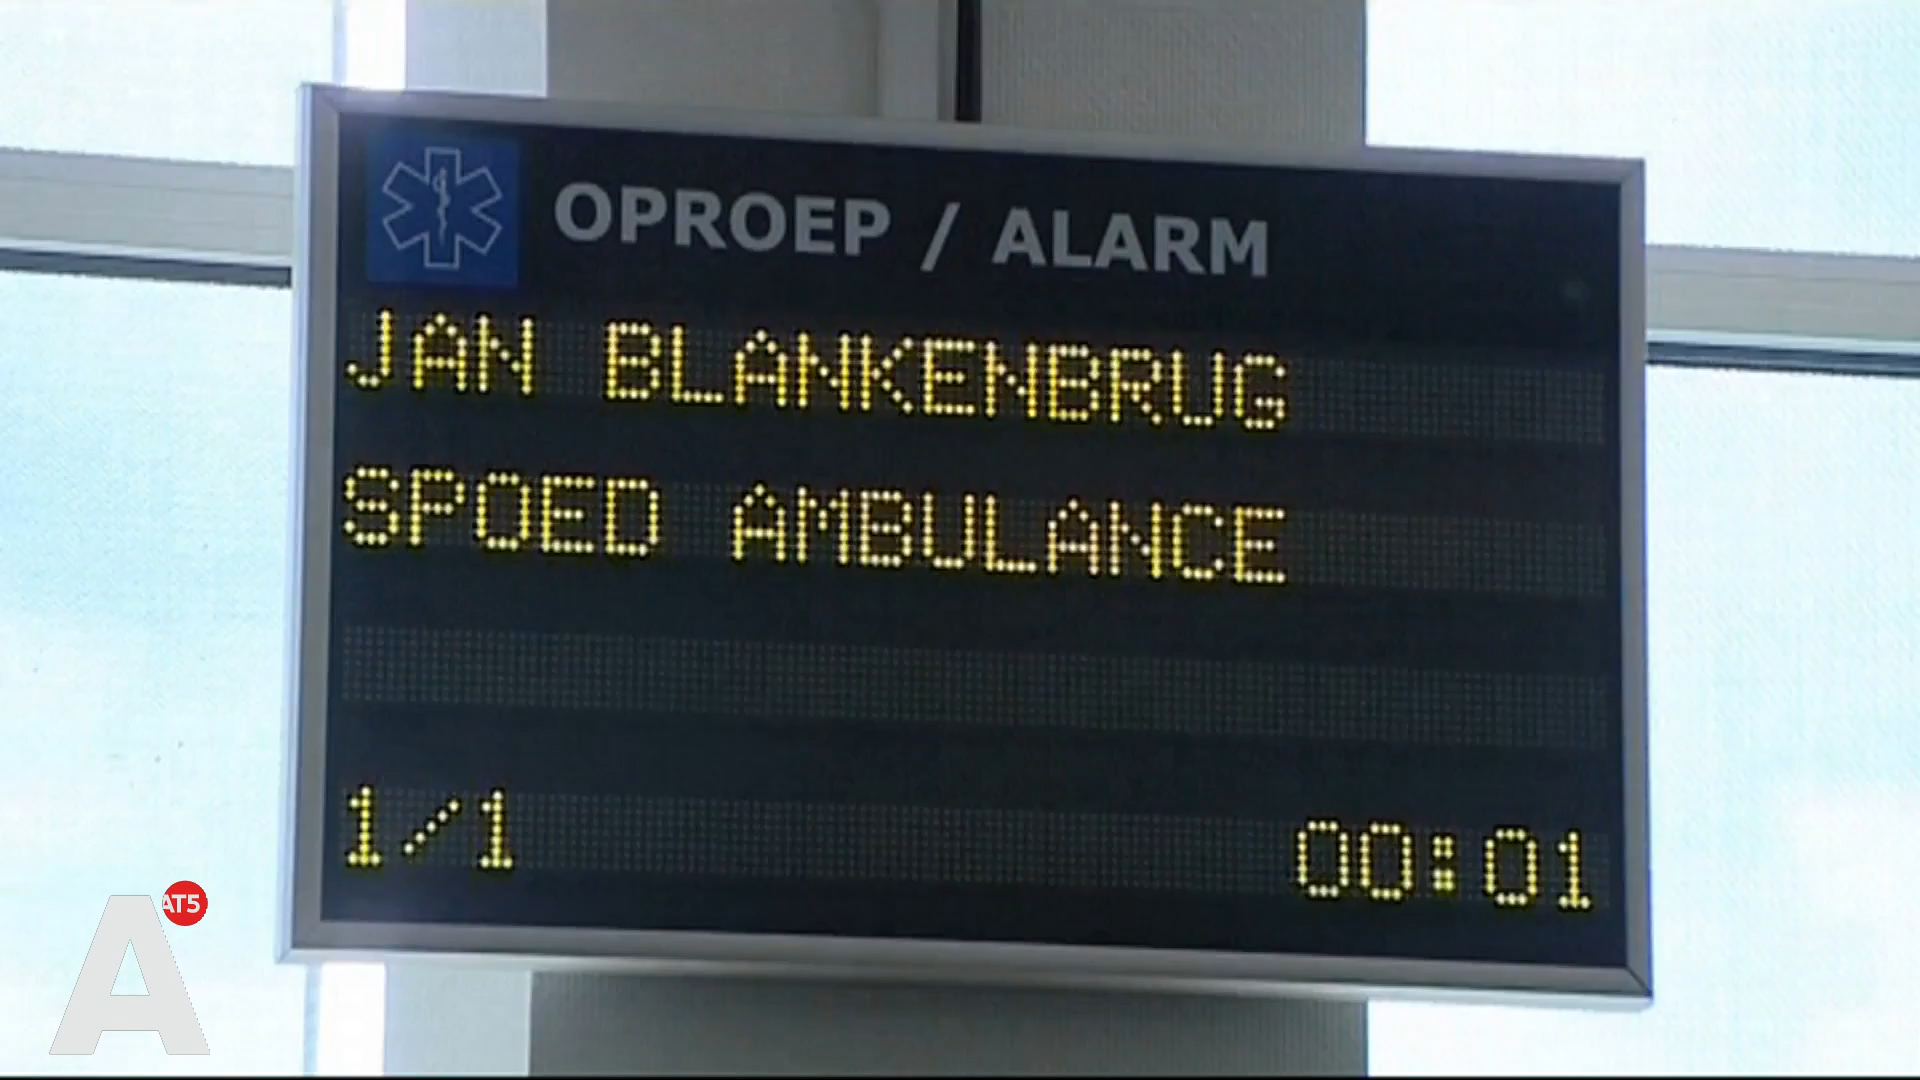 OPROEP / ALARM
JAN BLANKENBRUG
SPOED AMBULANCE
1/1 00:01
A AT5